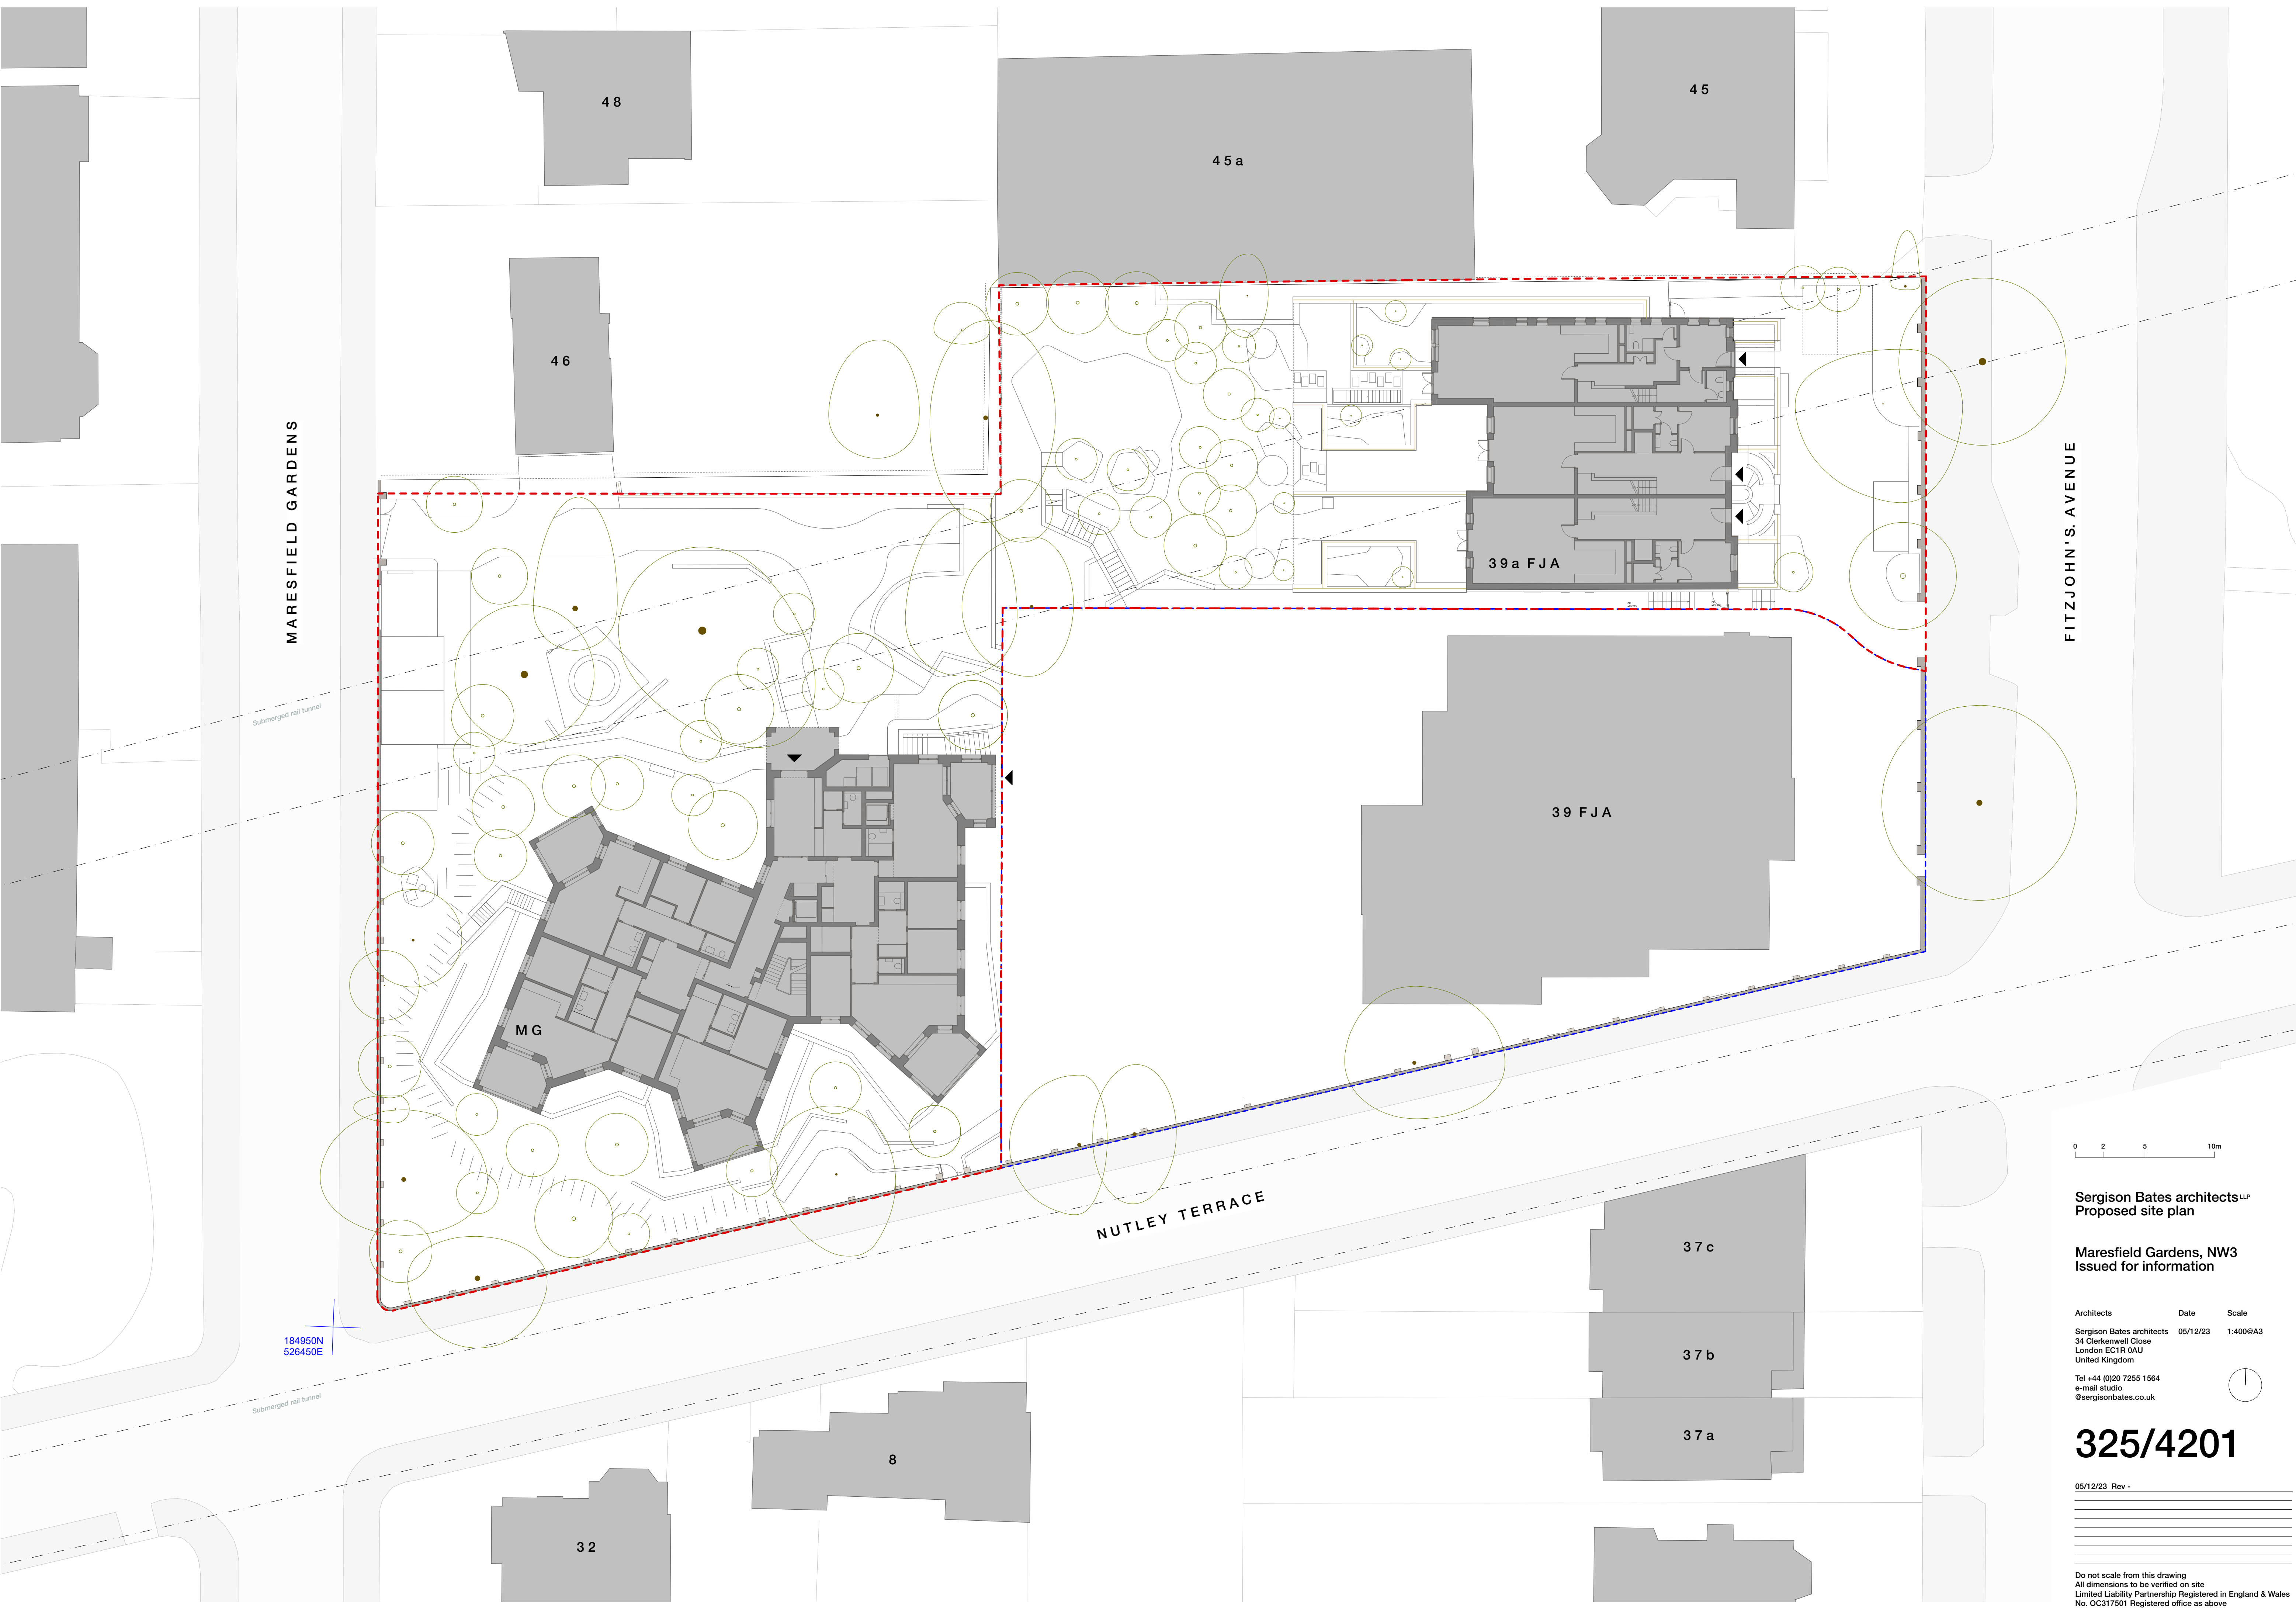 48
45a
45
46
MARESFIELD GARDENS
FITZJOHN'S. AVENUE
39a FJA
Submerged rail tunnel
39 FJA
MG
NUTLEY TERRACE
184950N
526450E
Submerged rail tunnel
37c
37b
37a
8
32
0 2 5 10m
Sergison Bates architects LLP
Proposed site plan
Maresfield Gardens, NW3
Issued for information
Architects Date Scale
Sergison Bates architects 05/12/23 1:400@A3
34 Clerkenwell Close
London EC1R 0AU
United Kingdom
Tel +44 (0)20 7255 1564
e-mail studio
@sergisonbates.co.uk
325/4201
05/12/23 Rev -
Do not scale from this drawing
All dimensions to be verified on site
Limited Liability Partnership Registered in England & Wales
No. OC317501 Registered office as above